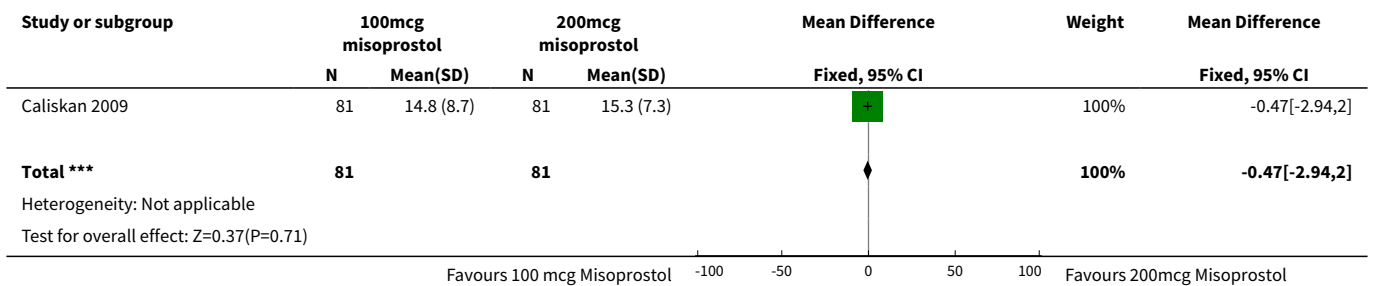 Study or subgroup 100mcg misoprostol 200mcg misoprostol Mean Difference Weight Mean Difference
N Mean(SD) N Mean(SD) Fixed, 95% CI Fixed, 95% CI
Caliskan 2009 81 14.8 (8.7) 81 15.3 (7.3) 100% -0.47[-2.94,2]
Total *** 81 81 100% -0.47[-2.94,2]
Heterogeneity: Not applicable
Test for overall effect: Z=0.37(P=0.71)
Favours 100 mcg Misoprostol -100 -50 0 50 100 Favours 200mcg Misoprostol